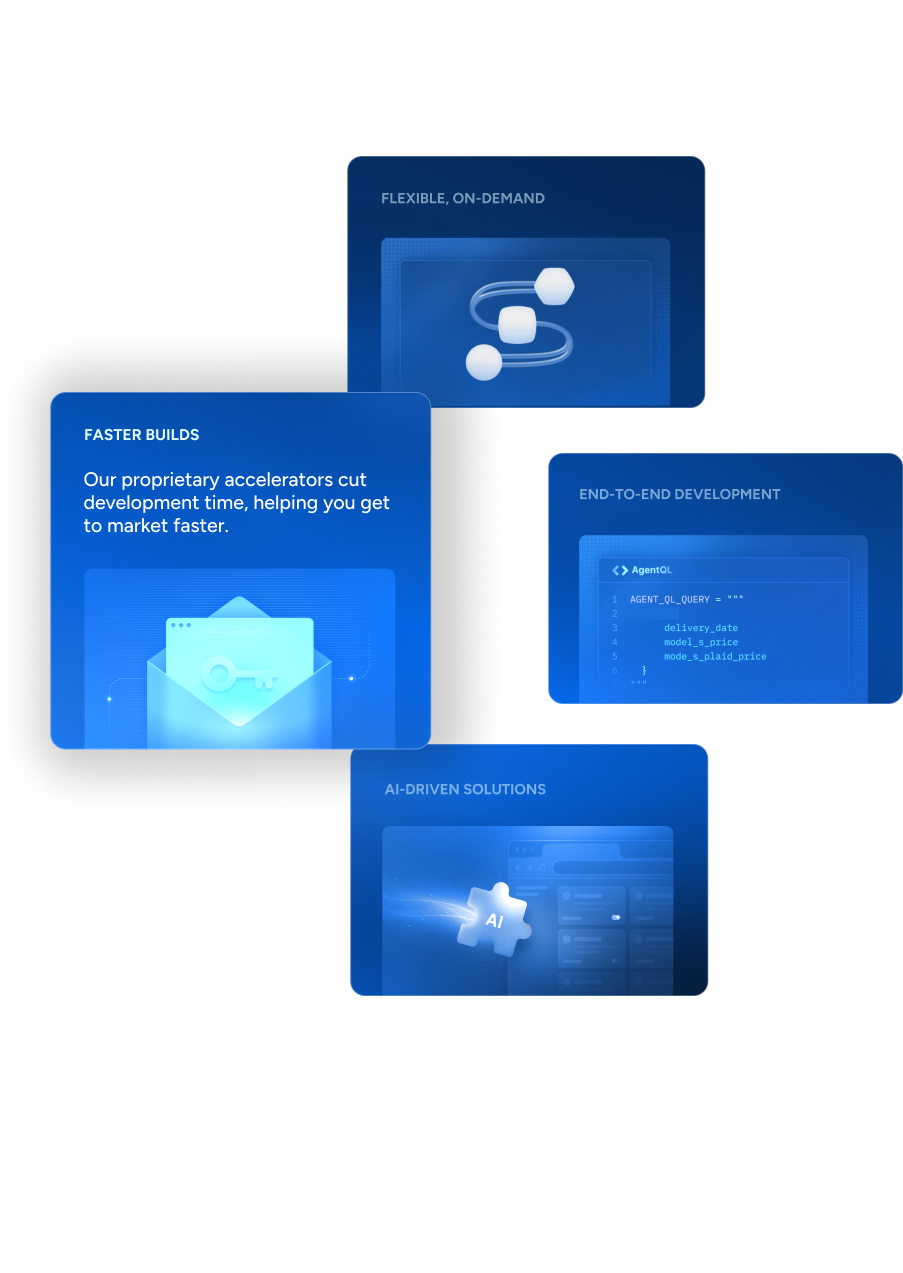 FLEXIBLE, ON-DEMAND
FASTER BUILDS
Our proprietary accelerators cut
development time, helping you get
to market faster.
END-TO-END DEVELOPMENT
AgentQL
1 AGENT_QL_QUERY = """
2
3 delivery_date
4 model_s_price
5 mode_s_plaid_price
6 }
"""
AI-DRIVEN SOLUTIONS
AI